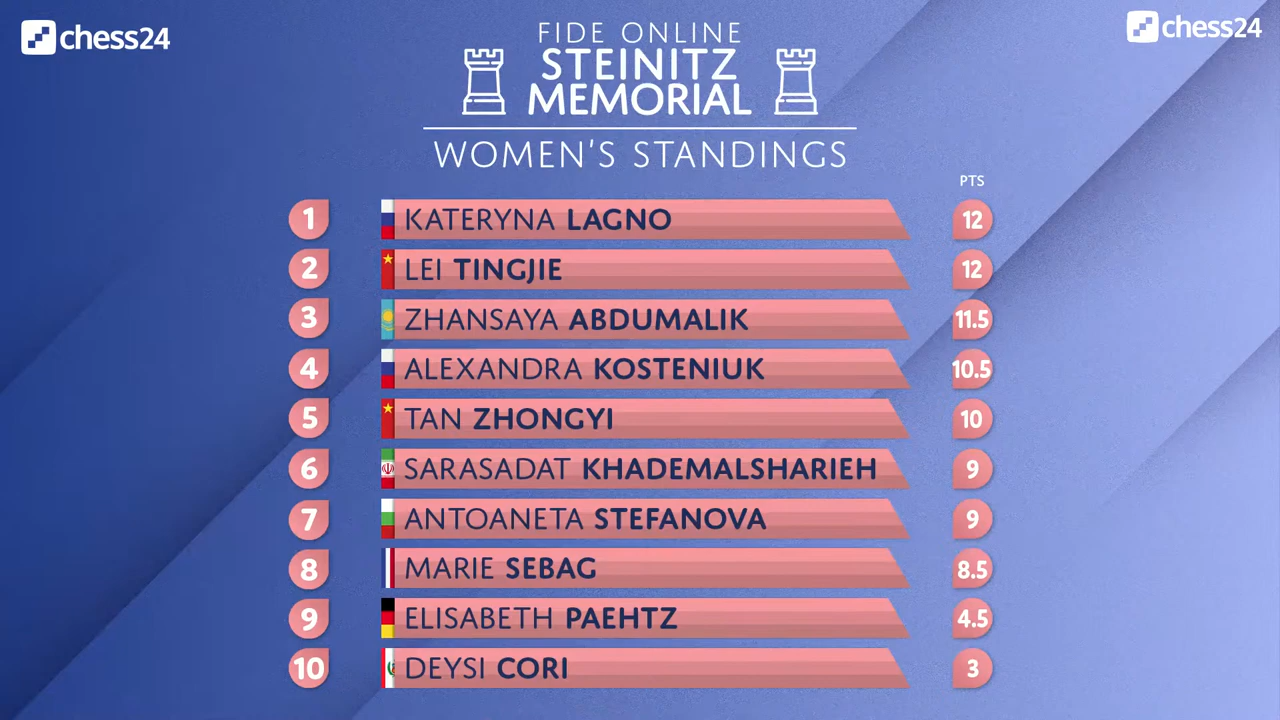 chess24
chess24
FIDE ONLINE
STEINITZ
MEMORIAL
WOMEN'S STANDINGS
PTS
1 KATERYNA LAGNO 12
2 LEI TINGJIE 12
3 ZHANSAYA ABDUMALIK 11.5
4 ALEXANDRA KOSTENIUK 10.5
5 TAN ZHONGYI 10
6 SARASADAT KHADEMALSHARIEH 9
7 ANTOANETA STEFANOVA 9
8 MARIE SEBAG 8.5
9 ELISABETH PAEHTZ 4.5
10 DEYSI CORI 3